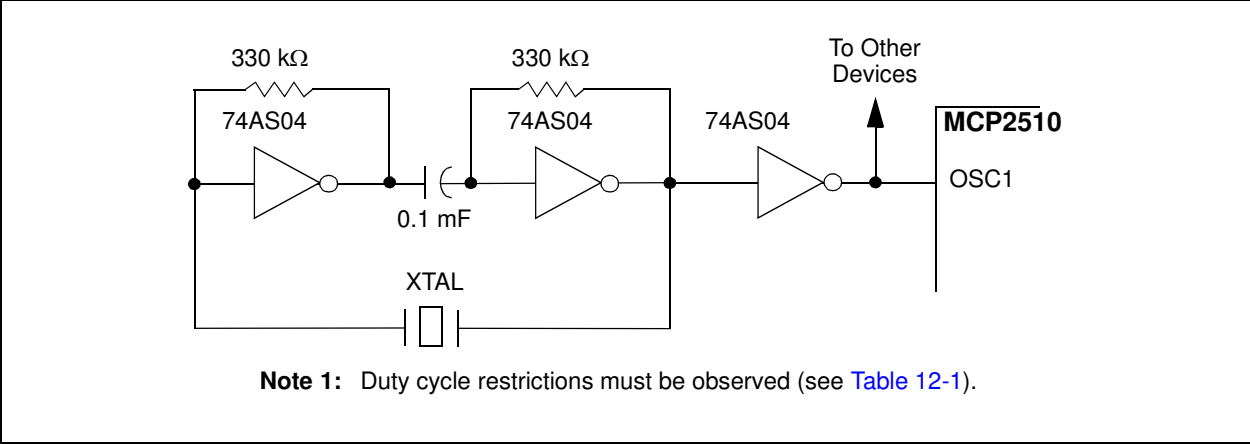 330 kΩ
330 kΩ
To Other
Devices
74AS04
74AS04
74AS04
MCP2510
OSC1
0.1 mF
XTAL
Note 1: Duty cycle restrictions must be observed (see Table 12-1).